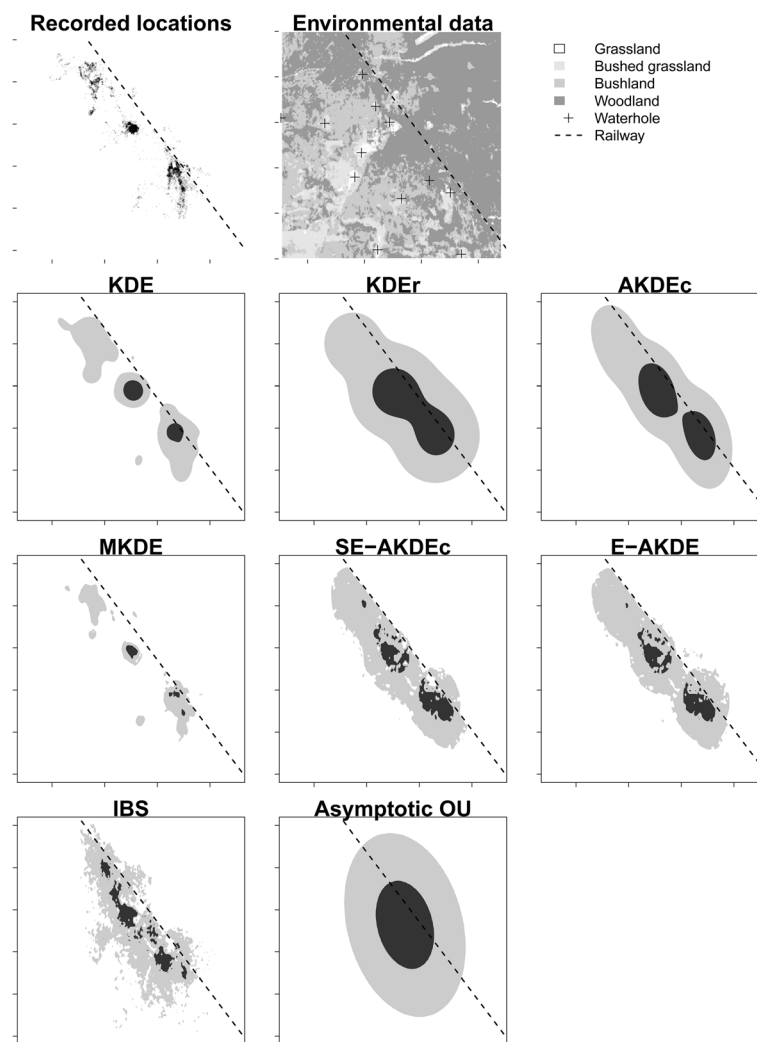 Recorded locations
Environmental data
Grassland
Bushed grassland
Bushland
Woodland
Waterhole
Railway
KDE
KDEr
AKDEc
MKDE
SE−AKDEc
E−AKDE
IBS
Asymptotic OU